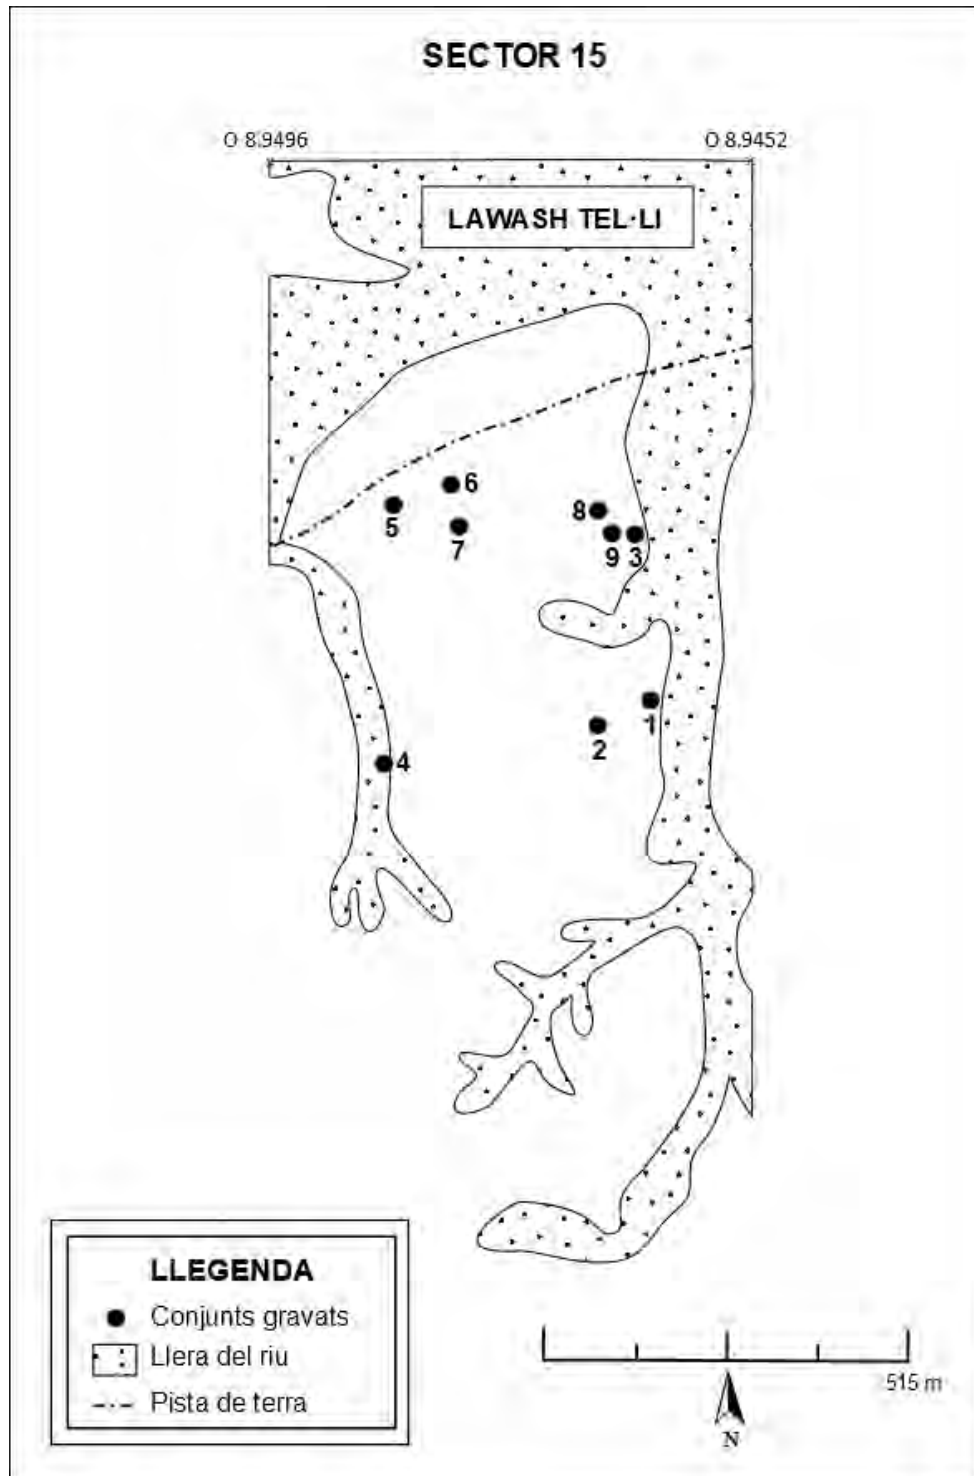 SECTOR 15
O 8.9496
O 8.9452
LAWASH TEL·LI
6
5
7
8
9
3
1
2
4
LLEGENDA
Conjunts gravats
Llera del riu
Pista de terra
515 m
N